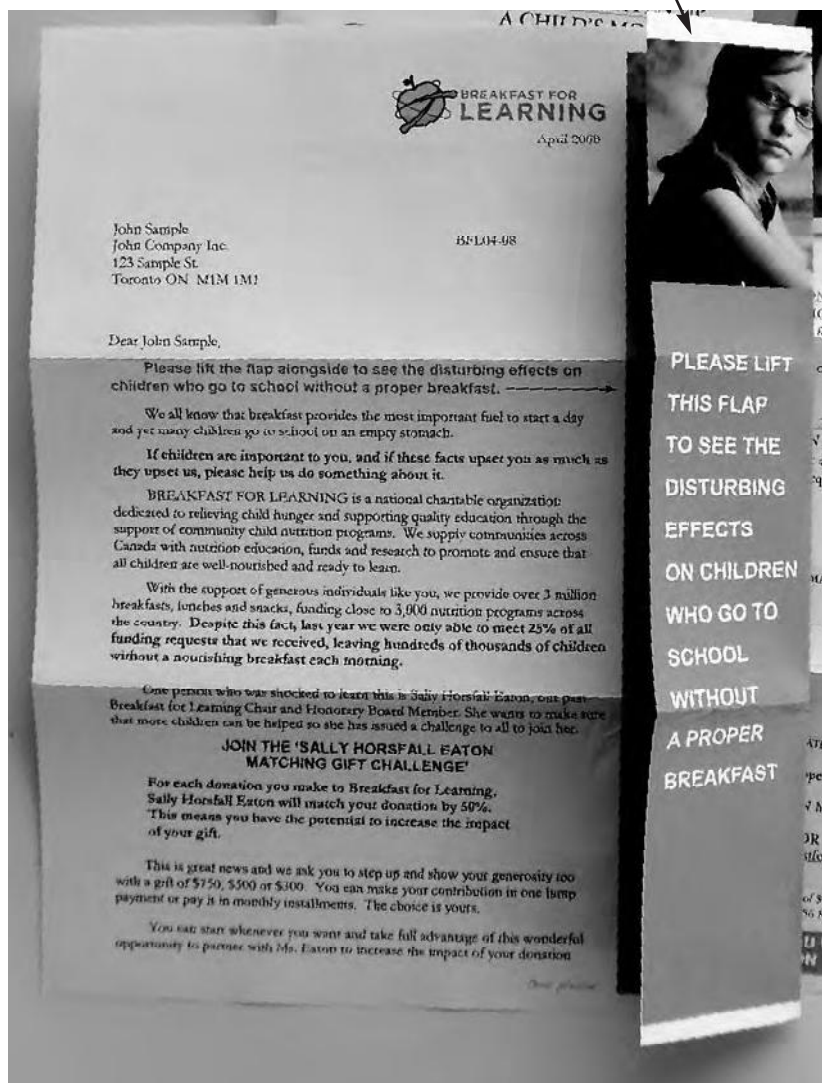 A CHILD'S
BREAKFAST FOR
LEARNING
April 2008
John Sample
John Company Inc.
123 Sample St.
Toronto ON M1M 1M1
BFL04-98
Dear John Sample,
Please lift the flap alongside to see the disturbing effects on
children who go to school without a proper breakfast.
We all know that breakfast provides the most important fuel to start a day
and yet many children go to school on an empty stomach.
If children are important to you, and if these facts upset you as much as
they upset us, please help us do something about it.
BREAKFAST FOR LEARNING is a national charitable organization
dedicated to relieving child hunger and supporting quality education through the
support of community child nutrition programs. We supply communities across
Canada with nutrition education, funds and research to promote and ensure that
all children are well-nourished and ready to learn.
With the support of generous individuals like you, we provide over 3 million
breakfasts, lunches and snacks, funding close to 3,000 nutrition programs across
the country. Despite this fact, last year we were only able to meet 25% of all
funding requests that we received, leaving hundreds of thousands of children
without a nourishing breakfast each morning.
One person who was shocked to learn this is Sally Horsfall Eaton, our past
Breakfast for Learning Chair and Honorary Board Member. She wants to make sure
that more children can be helped so she has issued a challenge to all to join her.
JOIN THE 'SALLY HORSFALL EATON
MATCHING GIFT CHALLENGE'
For each donation you make to Breakfast for Learning,
Sally Horsfall Eaton will match your donation by 50%.
This means you have the potential to increase the impact
of your gift.
This is great news and we ask you to step up and show your generosity too
with a gift of $750, $500 or $300. You can make your contribution in one lump
payment or pay it in monthly installments. The choice is yours.
You can start whenever you want and take full advantage of this wonderful
opportunity to partner with Ms. Eaton to increase the impact of your donation
PLEASE LIFT
THIS FLAP
TO SEE THE
DISTURBING
EFFECTS
ON CHILDREN
WHO GO TO
SCHOOL
WITHOUT
A PROPER
BREAKFAST